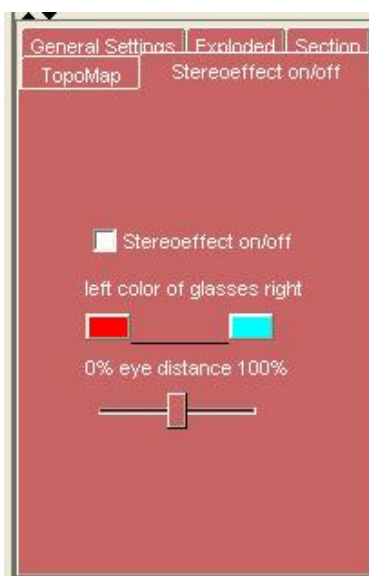 General Settings Exploded Section
TopoMap Stereoeffect on/off
Stereoeffect on/off
left color of glasses right
0% eye distance 100%